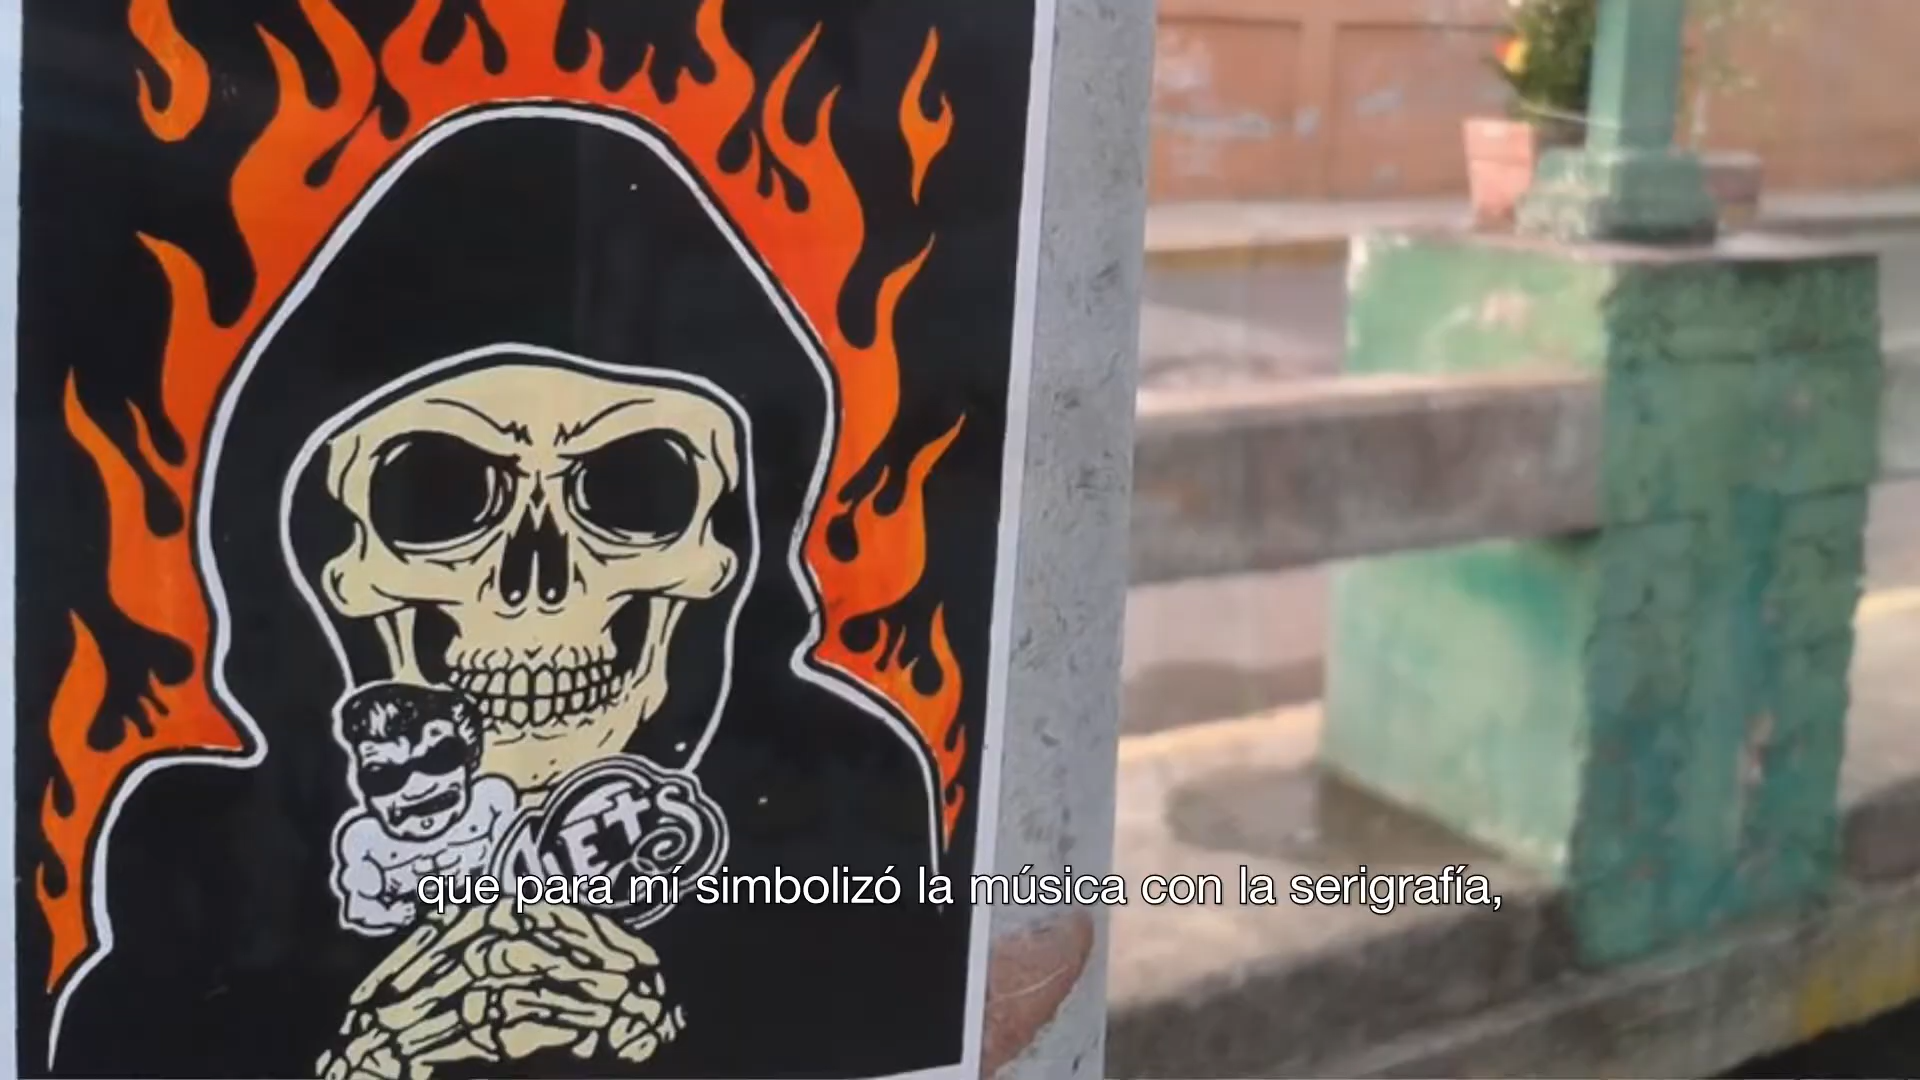 que para mí simbolizó la música con la serigrafía,